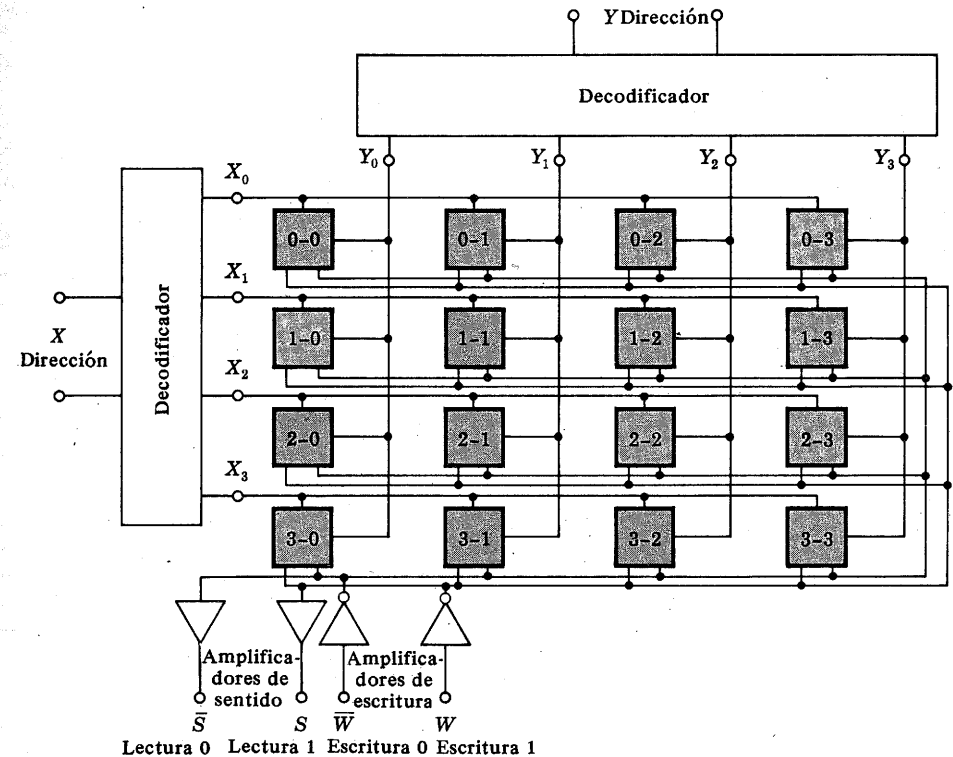 Y Dirección
Decodificador
Y₀
Y₁
Y₂
Y₃
X₀
0-0
0-1
0-2
0-3
X₁
1-0
1-1
1-2
1-3
X
Dirección
Decodificador
X₂
2-0
2-1
2-2
2-3
X₃
3-0
3-1
3-2
3-3
Amplifica-
dores de
sentido
Amplifica-
dores de
escritura
S̅
S
W̅
W
Lectura 0
Lectura 1
Escritura 0
Escritura 1